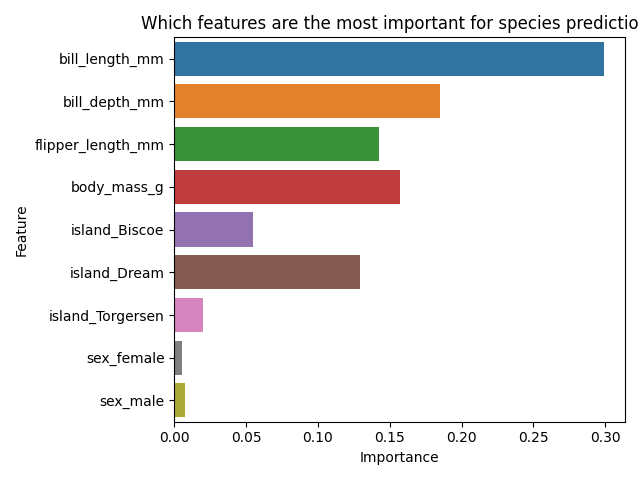 Which features are the most important for species predictio
bill_length_mm
bill_depth_mm
flipper_length_mm
body_mass_g
island_Biscoe
island_Dream
island_Torgersen
sex_female
sex_male
Feature
0.00 0.05 0.10 0.15 0.20 0.25 0.30
Importance